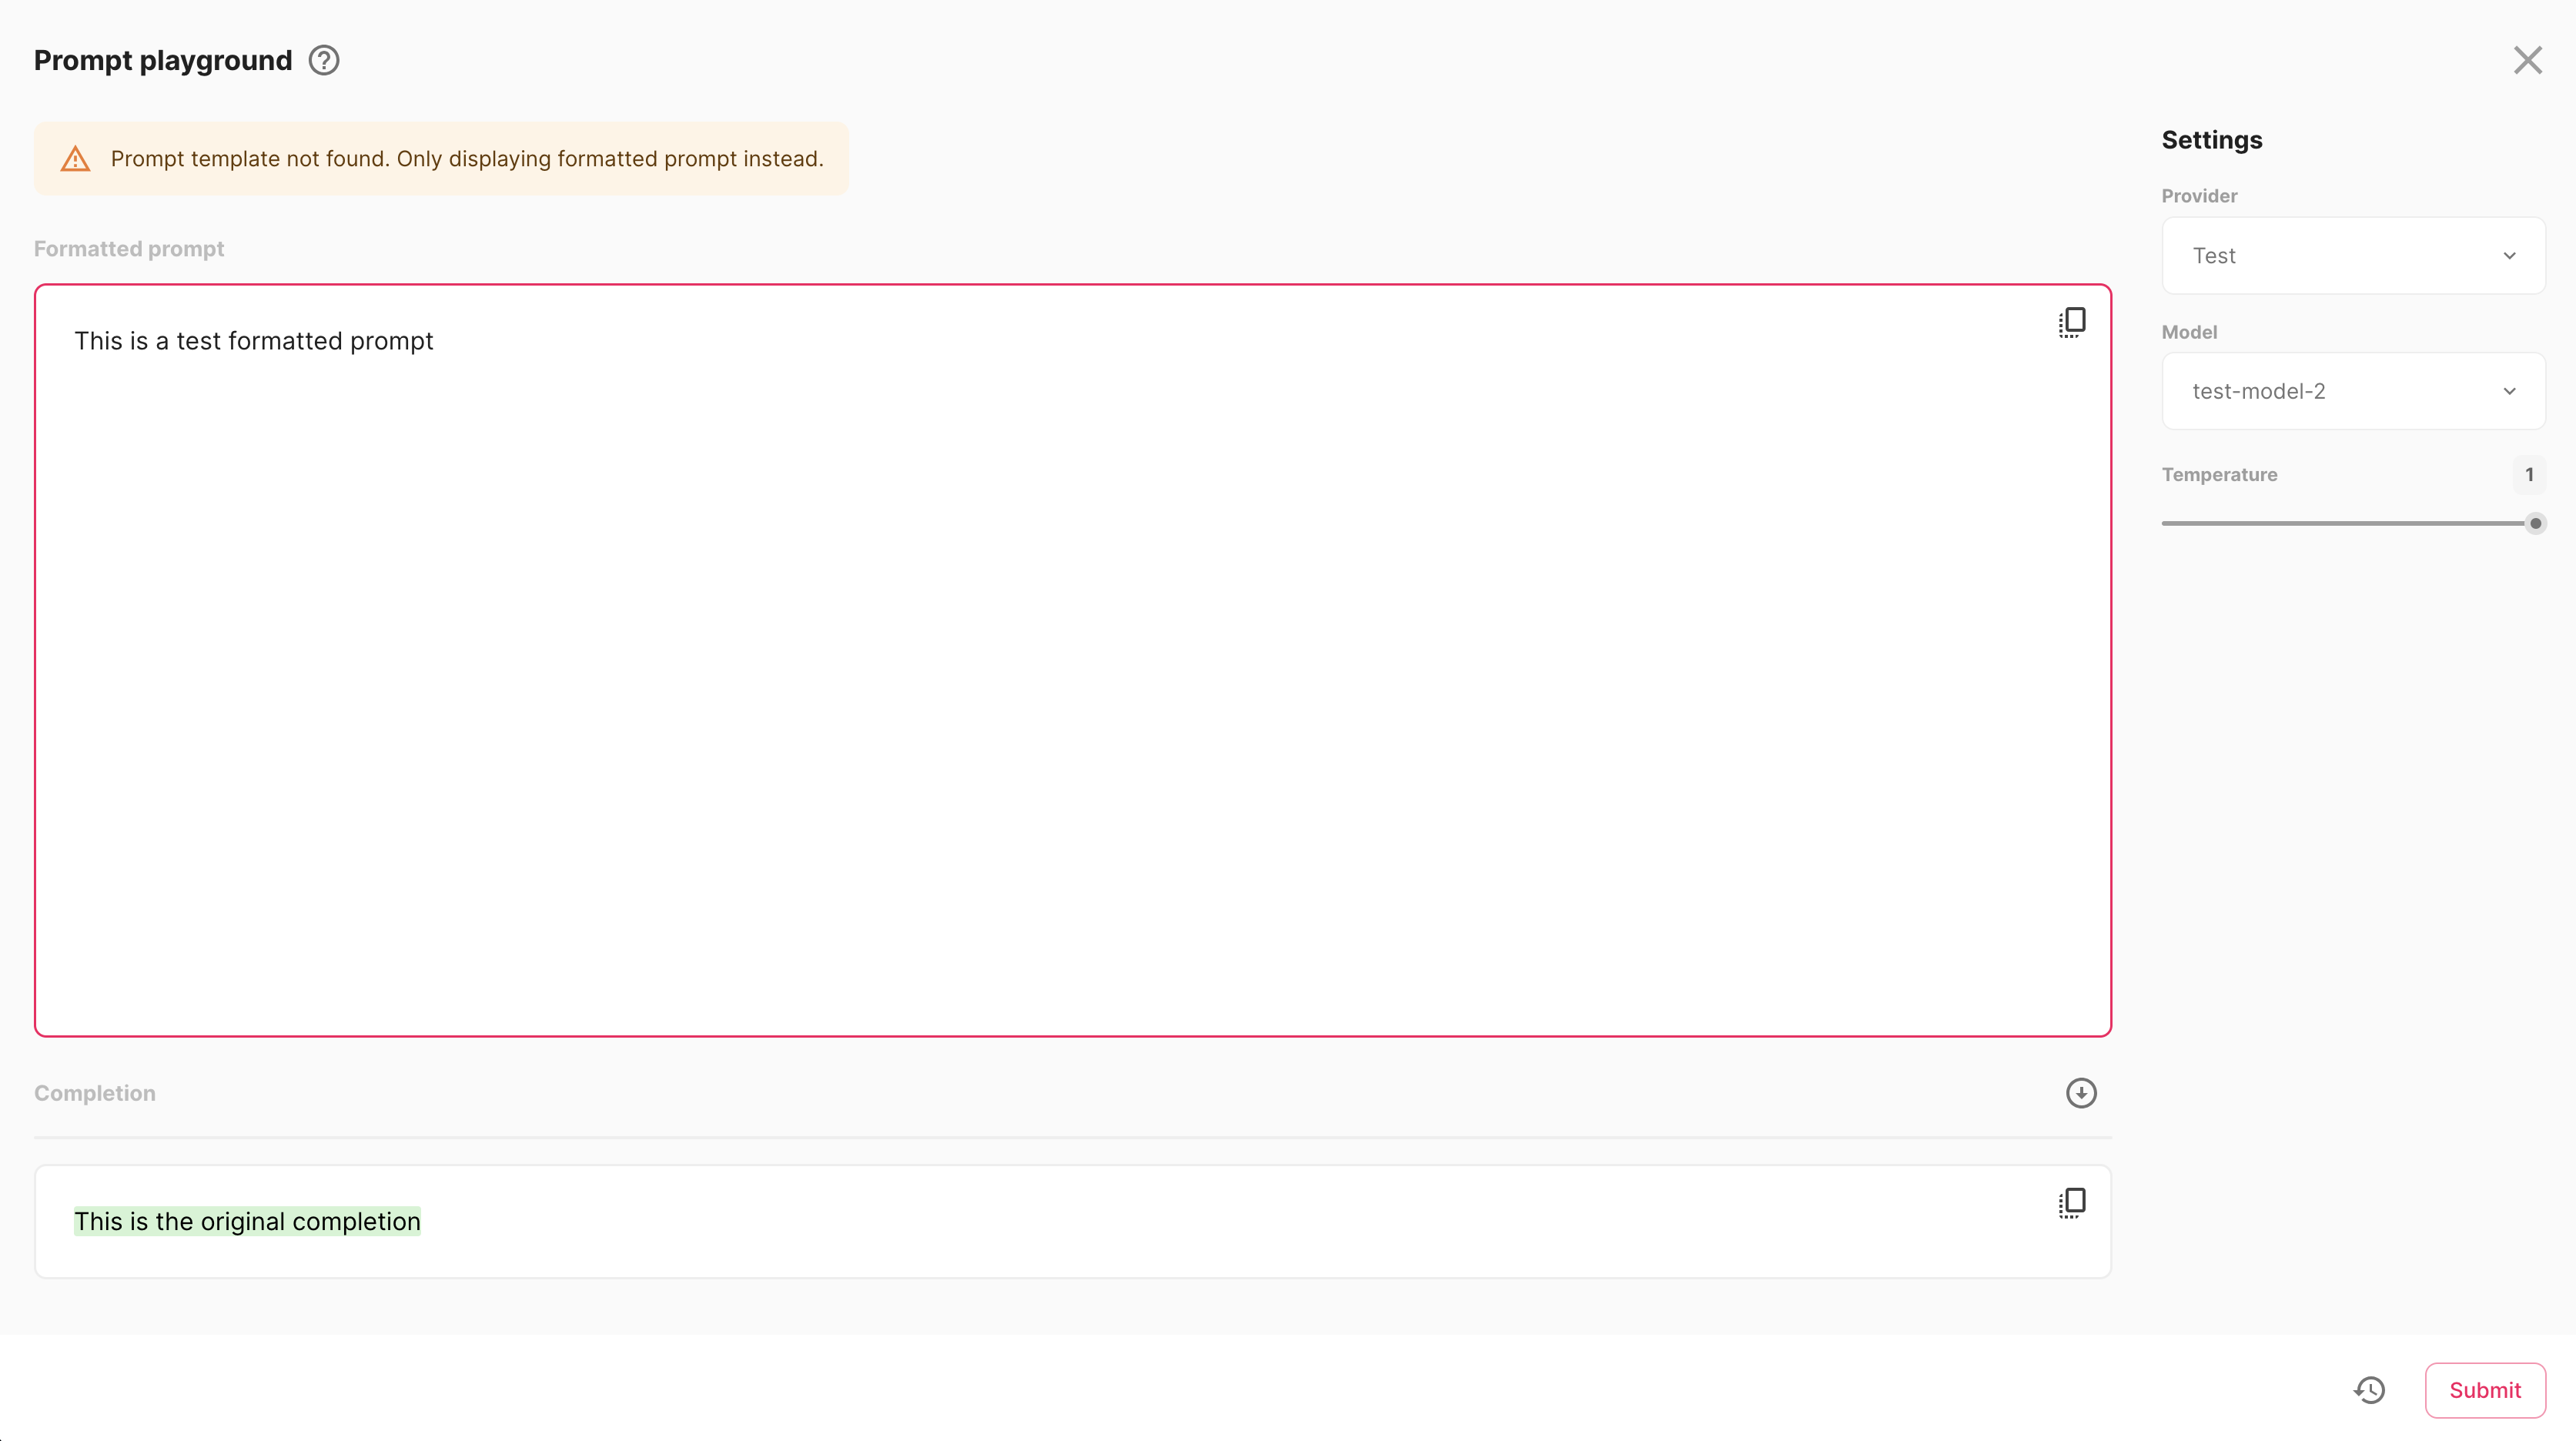 Prompt playground
Prompt template not found. Only displaying formatted prompt instead.
Formatted prompt
This is a test formatted prompt
Completion
This is the original completion
Settings
Provider
Test
Model
test-model-2
Temperature 1
Submit